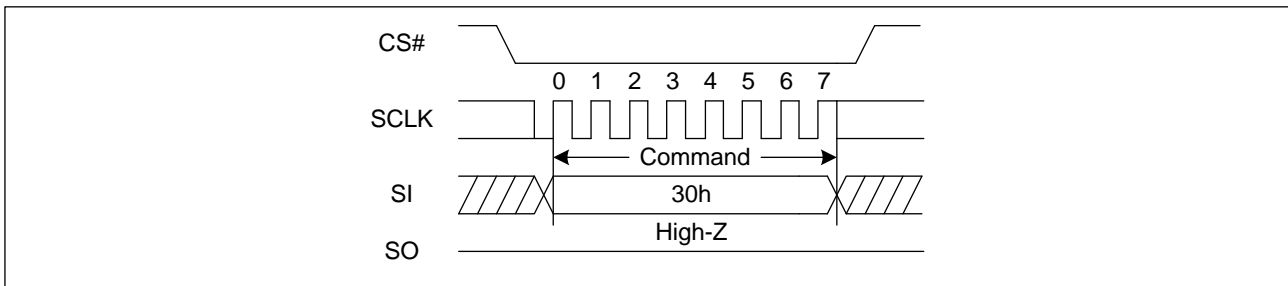 CS#
0 1 2 3 4 5 6 7
SCLK
Command
SI
30h
High-Z
SO